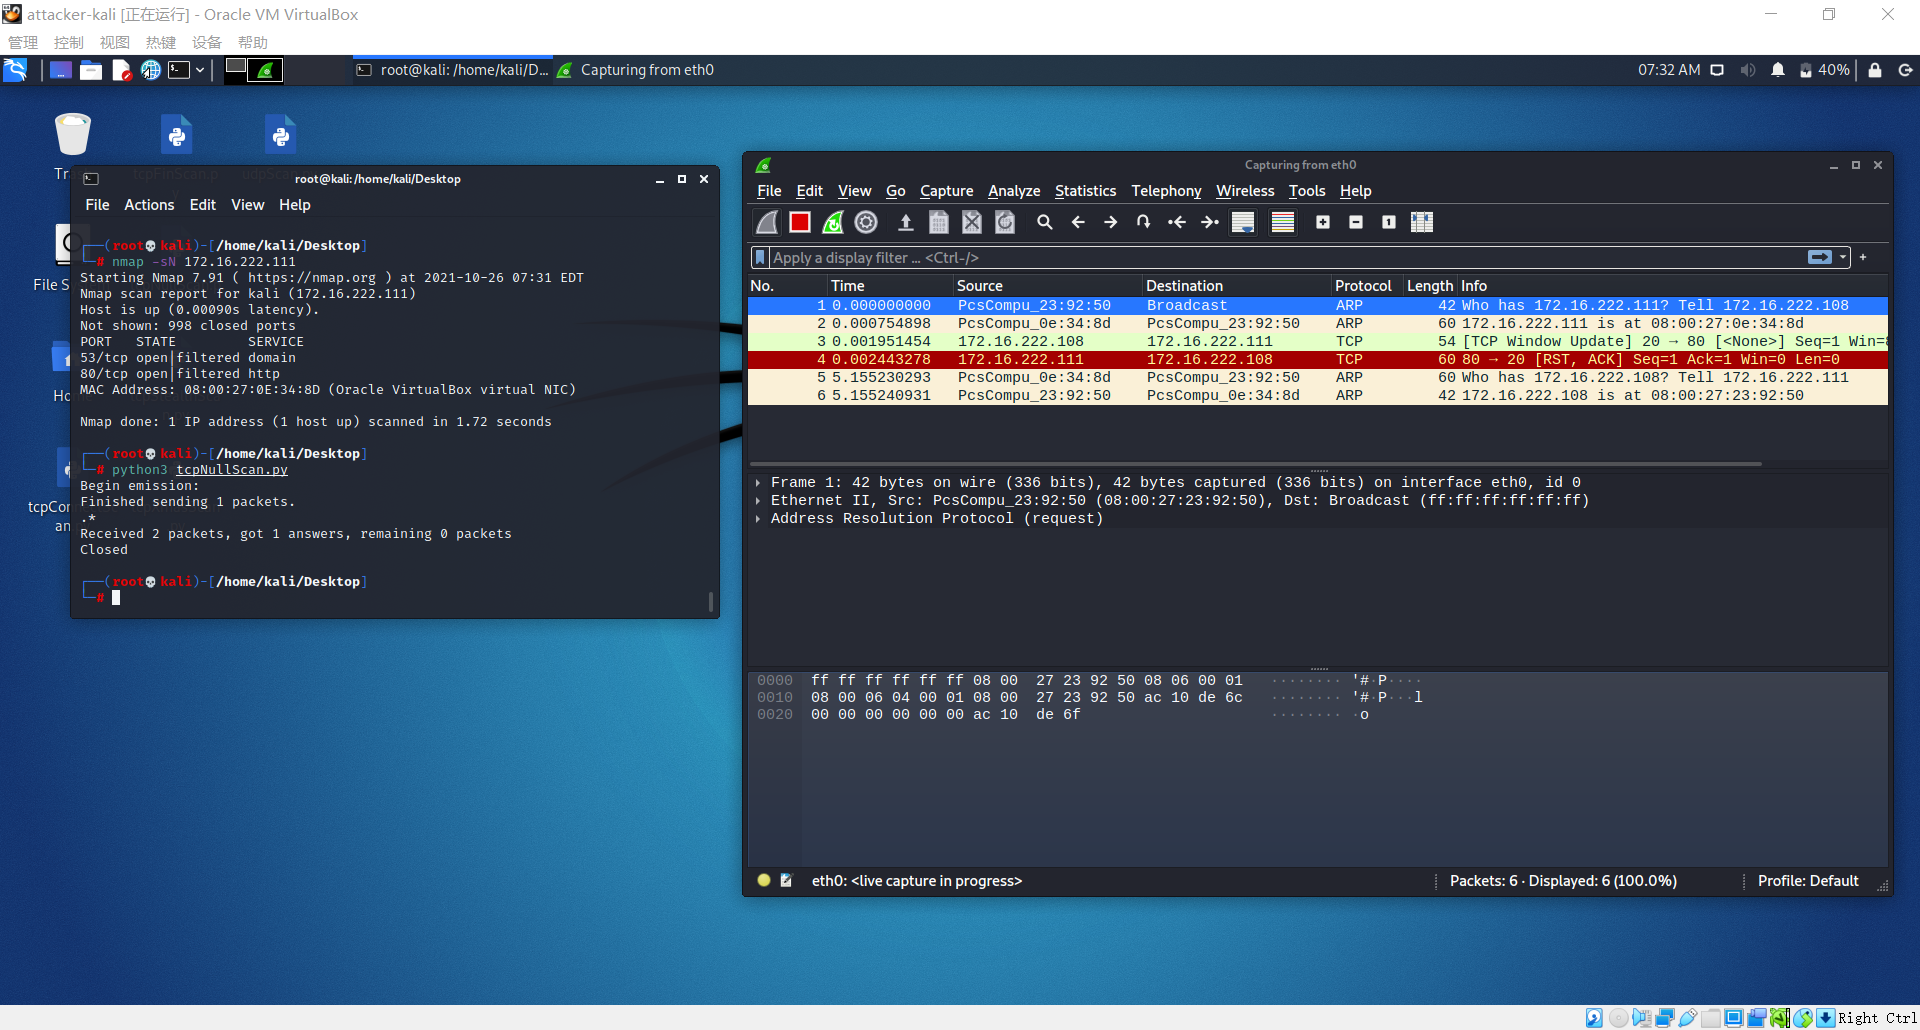 attacker-kali [正在运行] - Oracle VM VirtualBox
管理 控制 视图 热键 设备 帮助
root@kali: /home/kali/D... Capturing from eth0 07:32 AM 40%
root@kali:/home/kali/Desktop
File Actions Edit View Help
┌──(root💀kali)-[/home/kali/Desktop]
└─# nmap -sN 172.16.222.111
Starting Nmap 7.91 ( https://nmap.org ) at 2021-10-26 07:31 EDT
Nmap scan report for kali (172.16.222.111)
Host is up (0.00090s latency).
Not shown: 998 closed ports
PORT   STATE         SERVICE
53/tcp open|filtered domain
80/tcp open|filtered http
MAC Address: 08:00:27:0E:34:8D (Oracle VirtualBox virtual NIC)
Nmap done: 1 IP address (1 host up) scanned in 1.72 seconds
┌──(root💀kali)-[/home/kali/Desktop]
└─# python3 tcpNullScan.py
Begin emission:
Finished sending 1 packets.
.*
Received 2 packets, got 1 answers, remaining 0 packets
Closed
┌──(root💀kali)-[/home/kali/Desktop]
└─#
File S
tcpCon
Capturing from eth0
File Edit View Go Capture Analyze Statistics Telephony Wireless Tools Help
Apply a display filter ... <Ctrl-/>
No. Time Source Destination Protocol Length Info
1 0.000000000 PcsCompu_23:92:50 Broadcast ARP 42 Who has 172.16.222.111? Tell 172.16.222.108
2 0.000754898 PcsCompu_0e:34:8d PcsCompu_23:92:50 ARP 60 172.16.222.111 is at 08:00:27:0e:34:8d
3 0.001951454 172.16.222.108 172.16.222.111 TCP 54 [TCP Window Update] 20 → 80 [<None>] Seq=1 Win=
4 0.002443278 172.16.222.111 172.16.222.108 TCP 60 80 → 20 [RST, ACK] Seq=1 Ack=1 Win=0 Len=0
5 5.155230293 PcsCompu_0e:34:8d PcsCompu_23:92:50 ARP 60 Who has 172.16.222.108? Tell 172.16.222.111
6 5.155240931 PcsCompu_23:92:50 PcsCompu_0e:34:8d ARP 42 172.16.222.108 is at 08:00:27:23:92:50
Frame 1: 42 bytes on wire (336 bits), 42 bytes captured (336 bits) on interface eth0, id 0
Ethernet II, Src: PcsCompu_23:92:50 (08:00:27:23:92:50), Dst: Broadcast (ff:ff:ff:ff:ff:ff)
Address Resolution Protocol (request)
0000 ff ff ff ff ff ff 08 00 27 23 92 50 08 06 00 01 ········ '#·P····
0010 08 00 06 04 00 01 08 00 27 23 92 50 ac 10 de 6c ········ '#·P···l
0020 00 00 00 00 00 00 ac 10 de 6f ········ ·o
eth0: <live capture in progress> Packets: 6 · Displayed: 6 (100.0%) Profile: Default
Right Ctrl